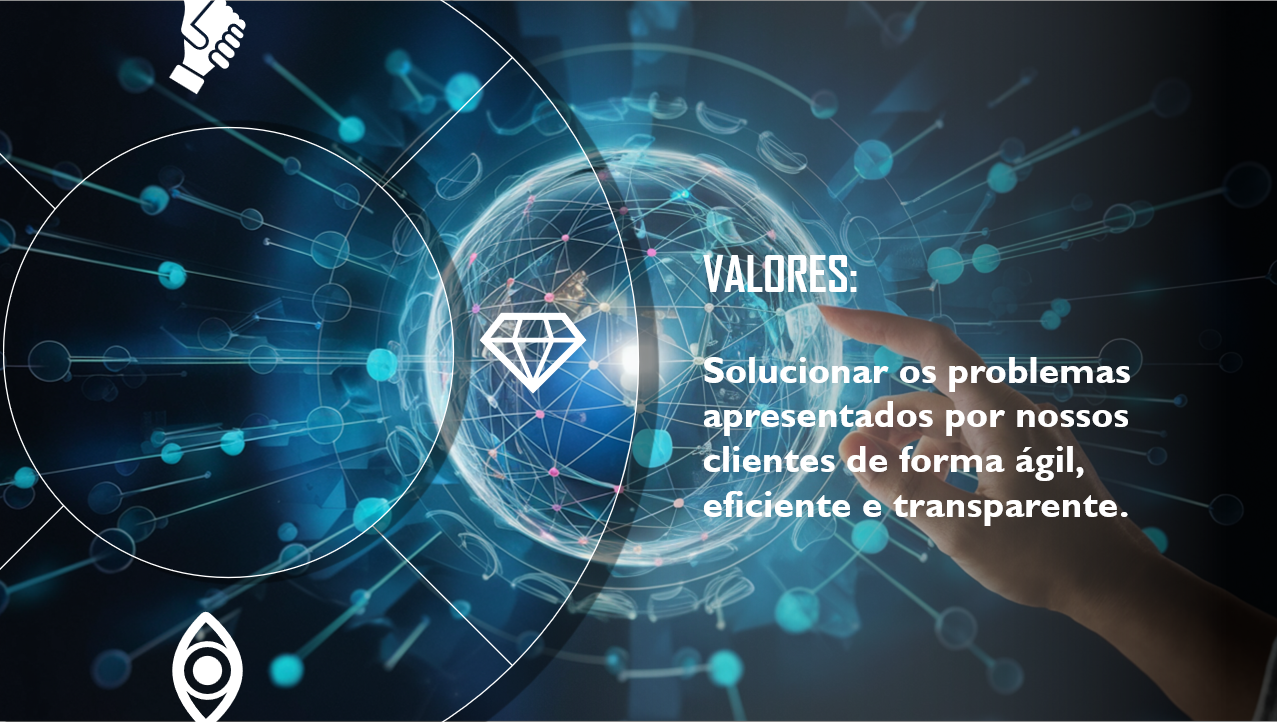 VALORES:
Solucionar os problemas
apresentados por nossos
clientes de forma ágil,
eficiente e transparente.